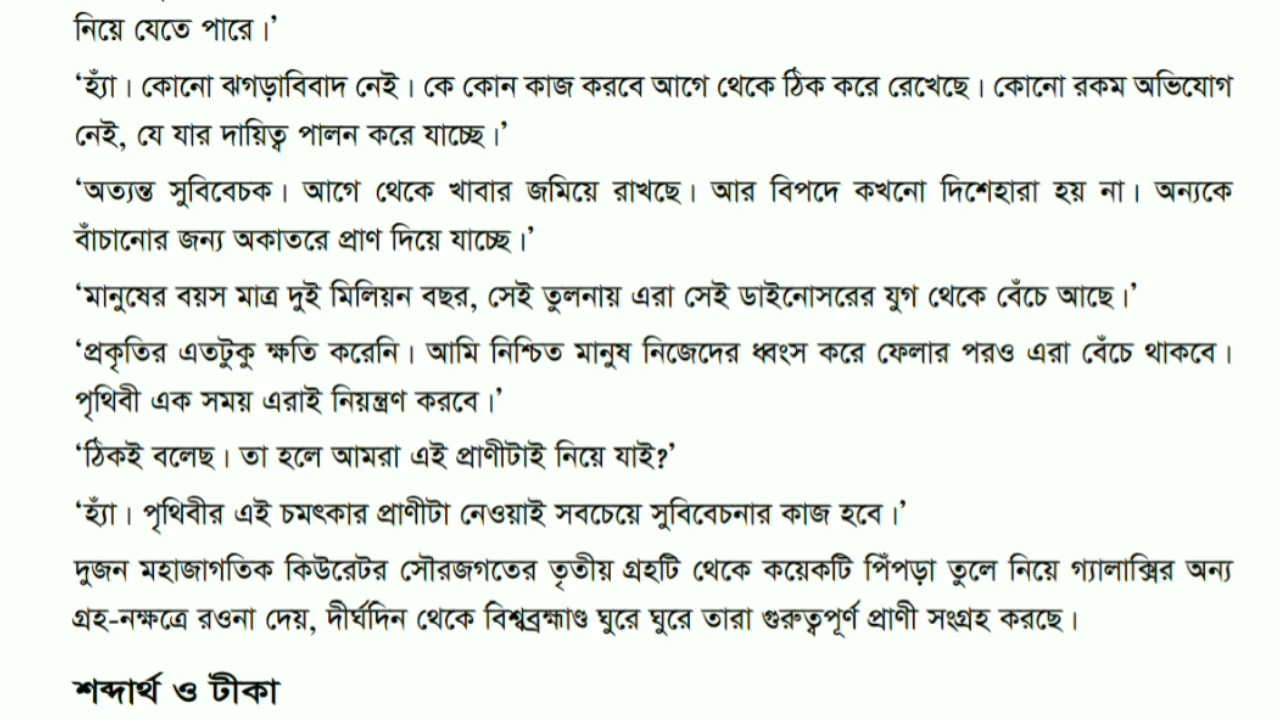 নিয়ে যেতে পারে।’
‘হ্যাঁ। কোনো ঝগড়াবিবাদ নেই। কে কোন কাজ করবে আগে থেকে ঠিক করে রেখেছে। কোনো রকম অভিযোগ
নেই, যে যার দায়িত্ব পালন করে যাচ্ছে।’
‘অত্যন্ত সুবিবেচক। আগে থেকে খাবার জমিয়ে রাখছে। আর বিপদে কখনো দিশেহারা হয় না। অন্যকে
বাঁচানোর জন্য অকাতরে প্রাণ দিয়ে যাচ্ছে।’
‘মানুষের বয়স মাত্র দুই মিলিয়ন বছর, সেই তুলনায় এরা সেই ডাইনোসরের যুগ থেকে বেঁচে আছে।’
‘প্রকৃতির এতটুকু ক্ষতি করেনি। আমি নিশ্চিত মানুষ নিজেদের ধ্বংস করে ফেলার পরও এরা বেঁচে থাকবে।
পৃথিবী এক সময় এরাই নিয়ন্ত্রণ করবে।’
‘ঠিকই বলেছ। তা হলে আমরা এই প্রাণীটাই নিয়ে যাই?’
‘হ্যাঁ। পৃথিবীর এই চমৎকার প্রাণীটা নেওয়াই সবচেয়ে সুবিবেচনার কাজ হবে।’
দুজন মহাজাগতিক কিউরেটর সৌরজগতের তৃতীয় গ্রহটি থেকে কয়েকটি পিঁপড়া তুলে নিয়ে গ্যালাক্সির অন্য
গ্রহ-নক্ষত্রে রওনা দেয়, দীর্ঘদিন থেকে বিশ্বব্রহ্মাণ্ড ঘুরে ঘুরে তারা গুরুত্বপূর্ণ প্রাণী সংগ্রহ করছে।
শব্দার্থ ও টীকা